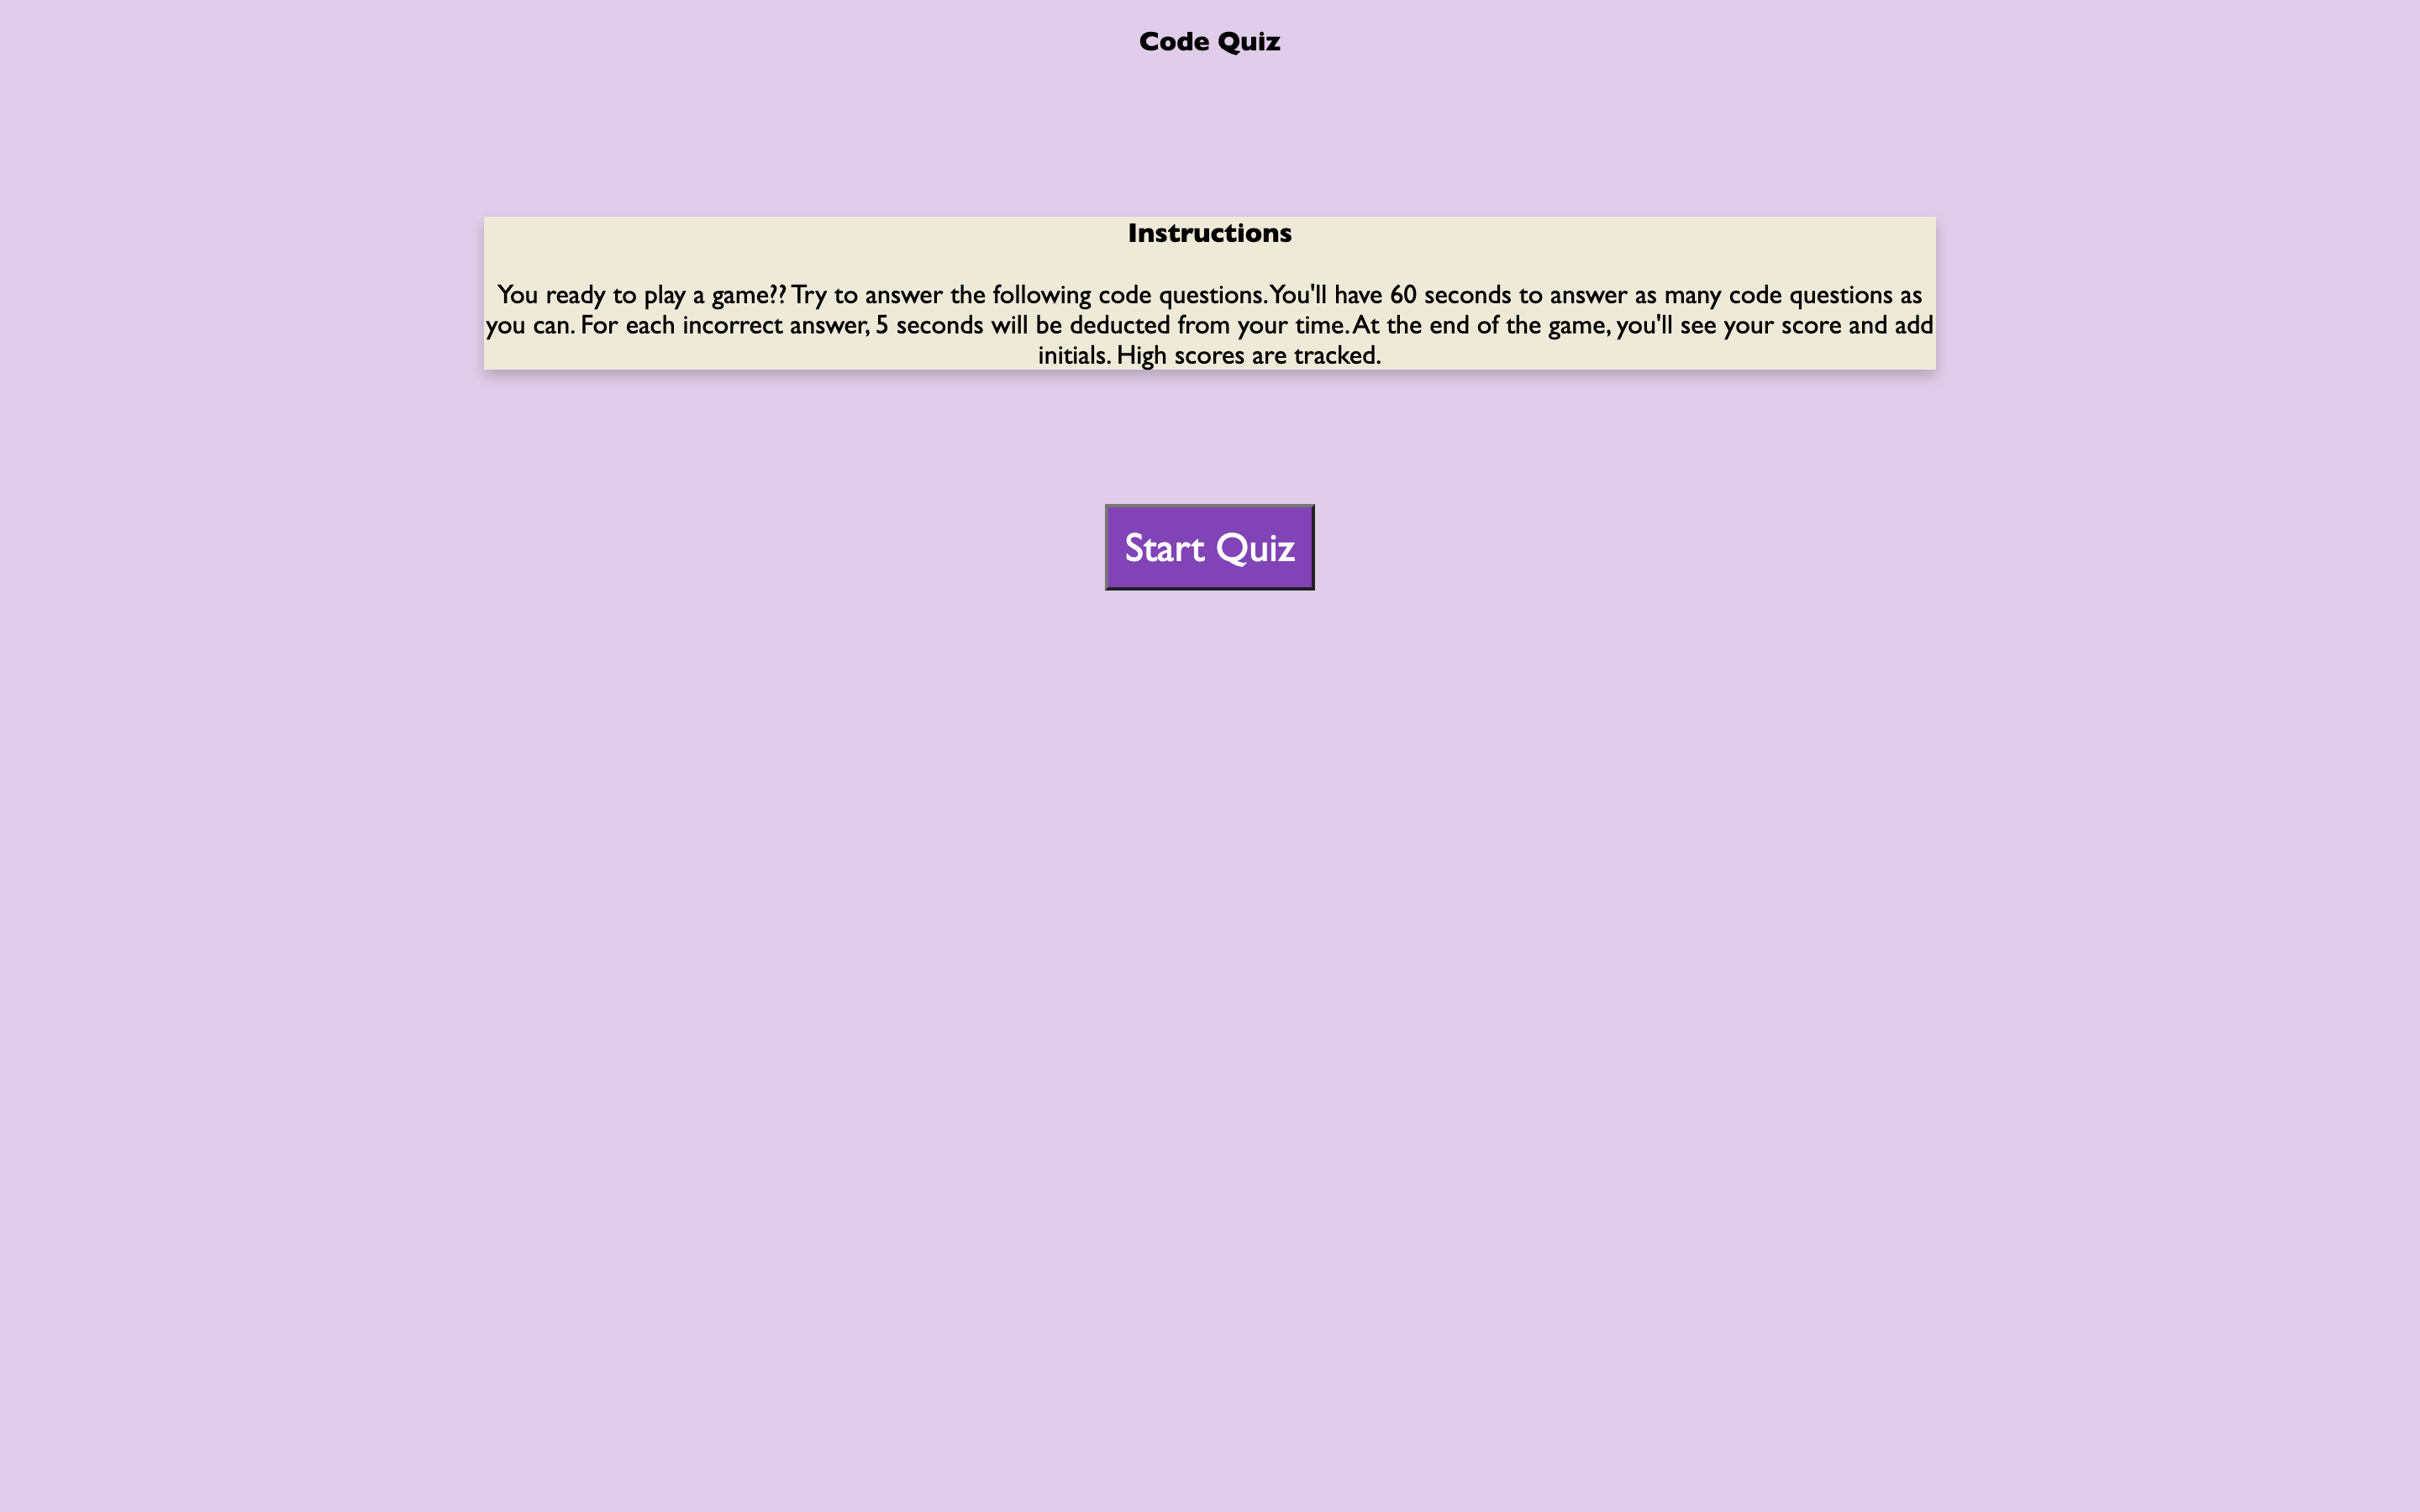 Code Quiz
Instructions
You ready to play a game?? Try to answer the following code questions. You'll have 60 seconds to answer as many code questions as
you can. For each incorrect answer, 5 seconds will be deducted from your time. At the end of the game, you'll see your score and add
initials. High scores are tracked.
Start Quiz